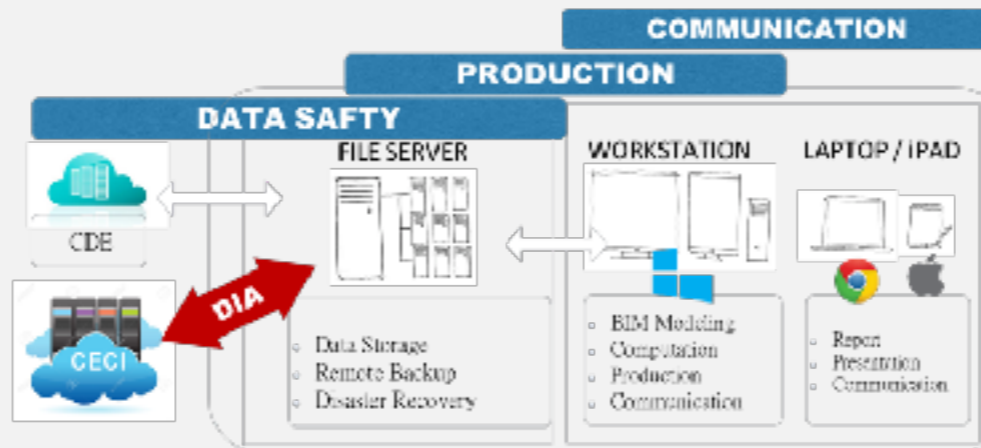 COMMUNICATION
PRODUCTION
DATA SAFTY
FILE SERVER
WORKSTATION
LAPTOP / iPAD
CDE
DIA
CECI
Data Storage
Remote Backup
Disaster Recovery
BIM Modeling
Computation
Production
Communication
Report
Presentation
Communication